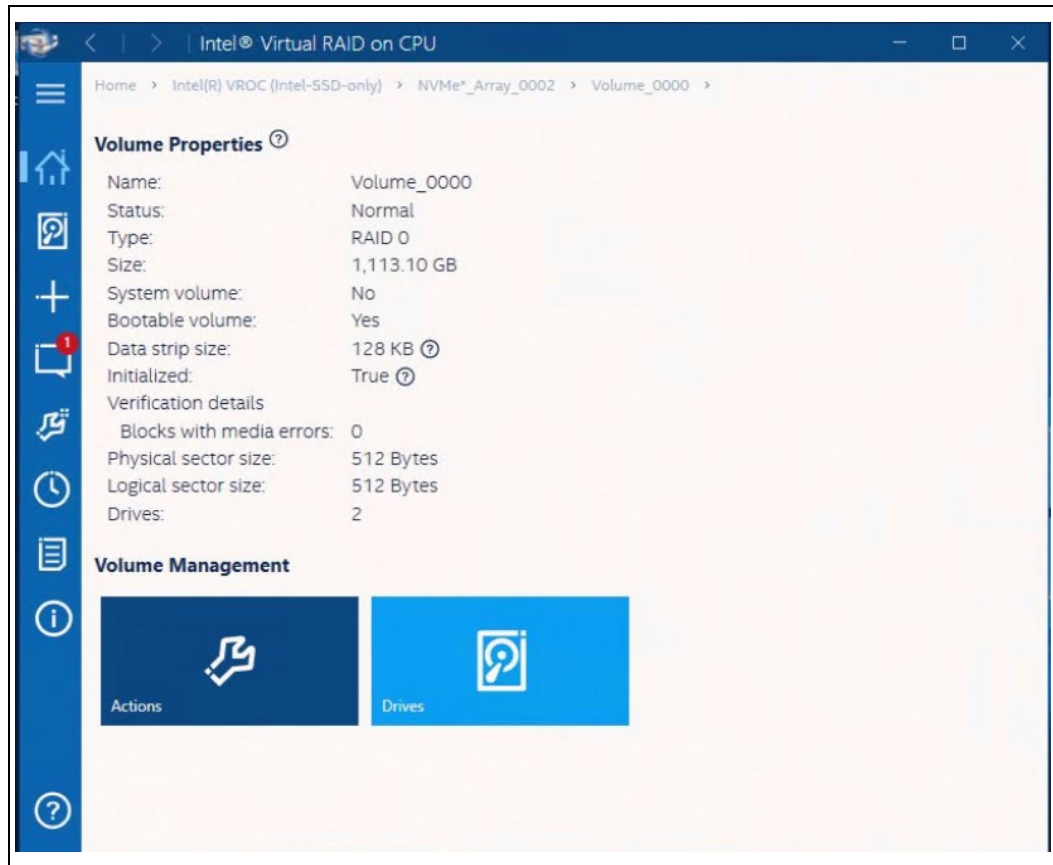 Intel® Virtual RAID on CPU
Home > Intel(R) VROC (Intel-SSD-only) > NVMe*_Array_0002 > Volume_0000 >
Volume Properties ?
Name: Volume_0000
Status: Normal
Type: RAID 0
Size: 1,113.10 GB
System volume: No
Bootable volume: Yes
1
Data strip size: 128 KB ?
Initialized: True ?
Verification details
Blocks with media errors: 0
Physical sector size: 512 Bytes
Logical sector size: 512 Bytes
Drives: 2
Volume Management
Actions
Drives